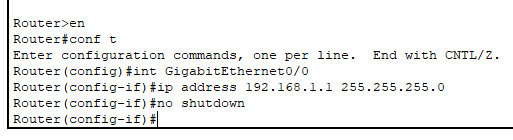 Router>en
Router#conf t
Enter configuration commands, one per line.  End with CNTL/Z.
Router(config)#int GigabitEthernet0/0
Router(config-if)#ip address 192.168.1.1 255.255.255.0
Router(config-if)#no shutdown
Router(config-if)#